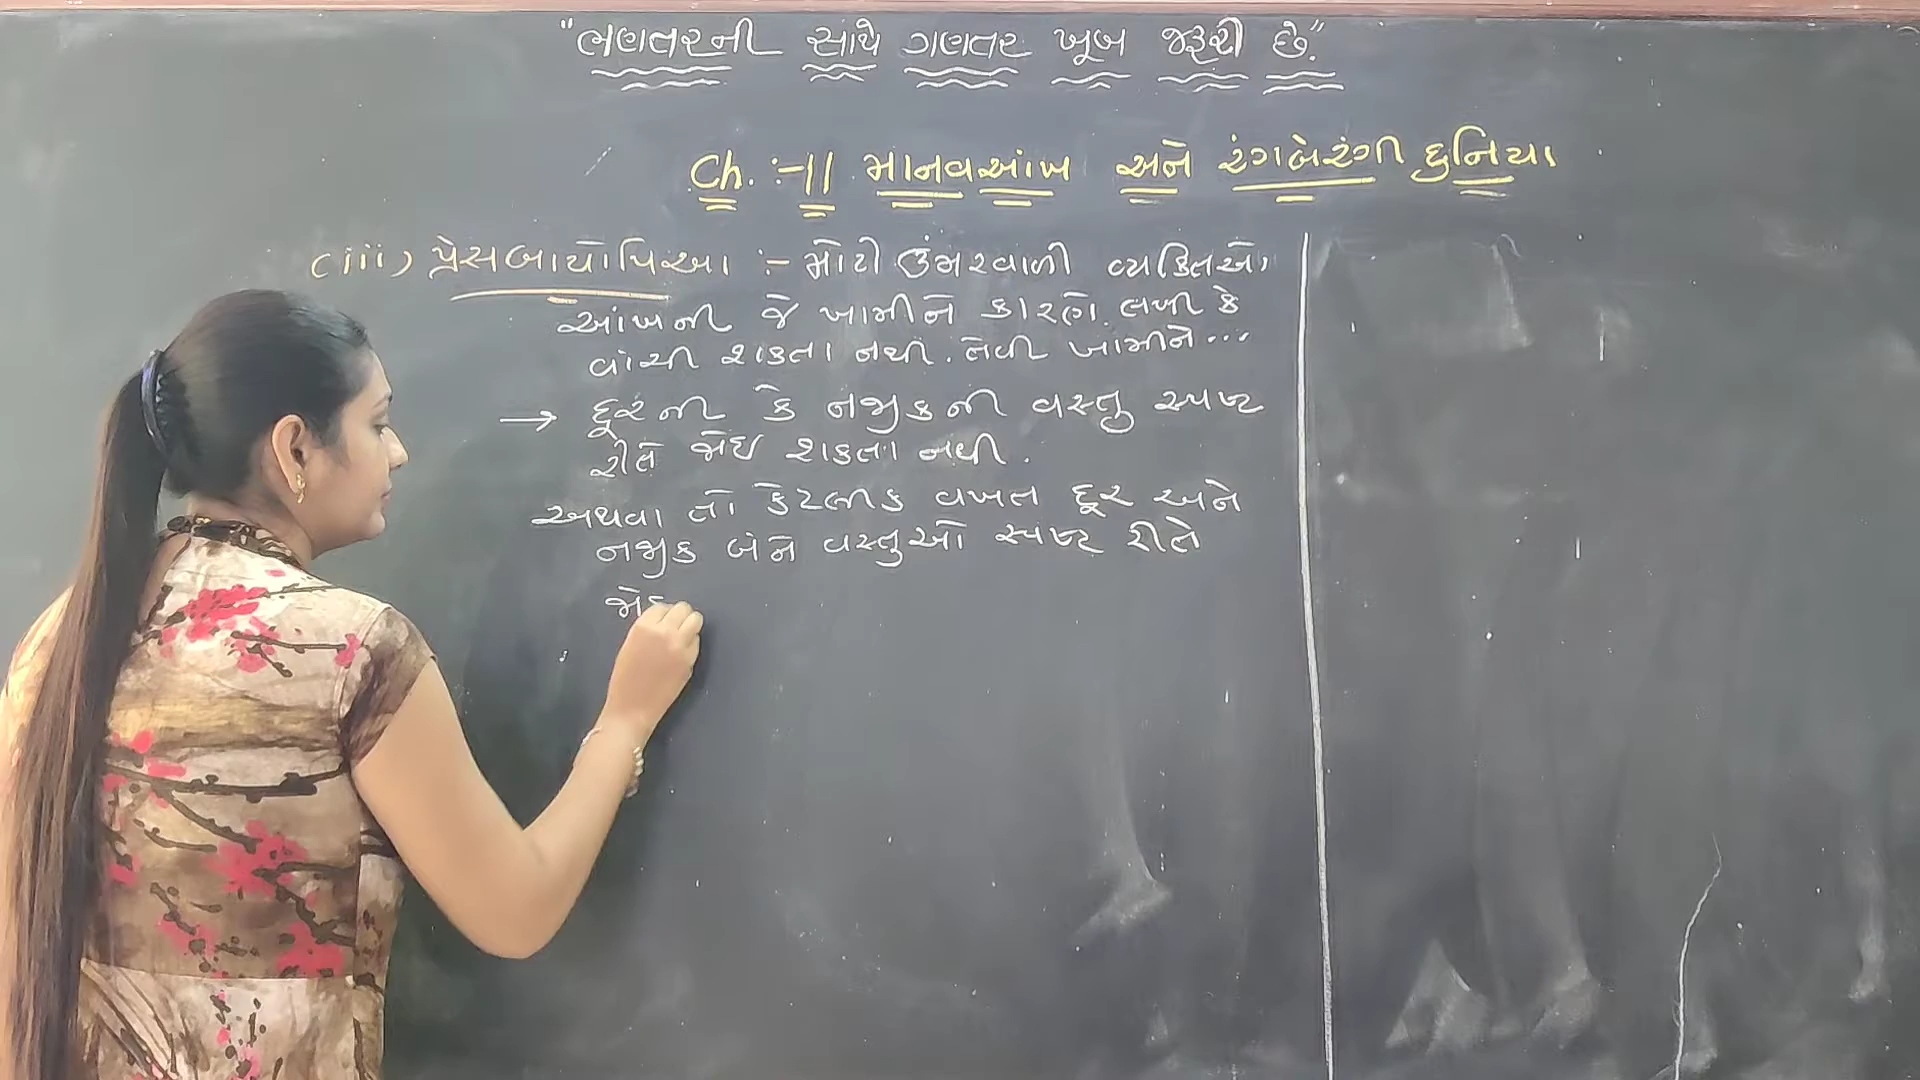 "ભણતરની સાથે ગણતર ખૂબ જરૂરી છે."
Ch. :- 11 માનવઆંખ અને રંગબેરંગી દુનિયા
(iii) પ્રેસબાયોપિઆ :- મોટી ઉંમરવાળી વ્યક્તિએ,
આંખની જે ખામીને કારણે લખી કે
વાંચી શકતા નથી. તેવી ખામીને...
→ દૂરની કે નજીકની વસ્તુ સ્પષ્ટ
રીતે જોઈ શકતા નથી.
અથવા તો કેટલીક વખત દૂર અને
નજીક બંને વસ્તુઓ સ્પષ્ટ રીતે